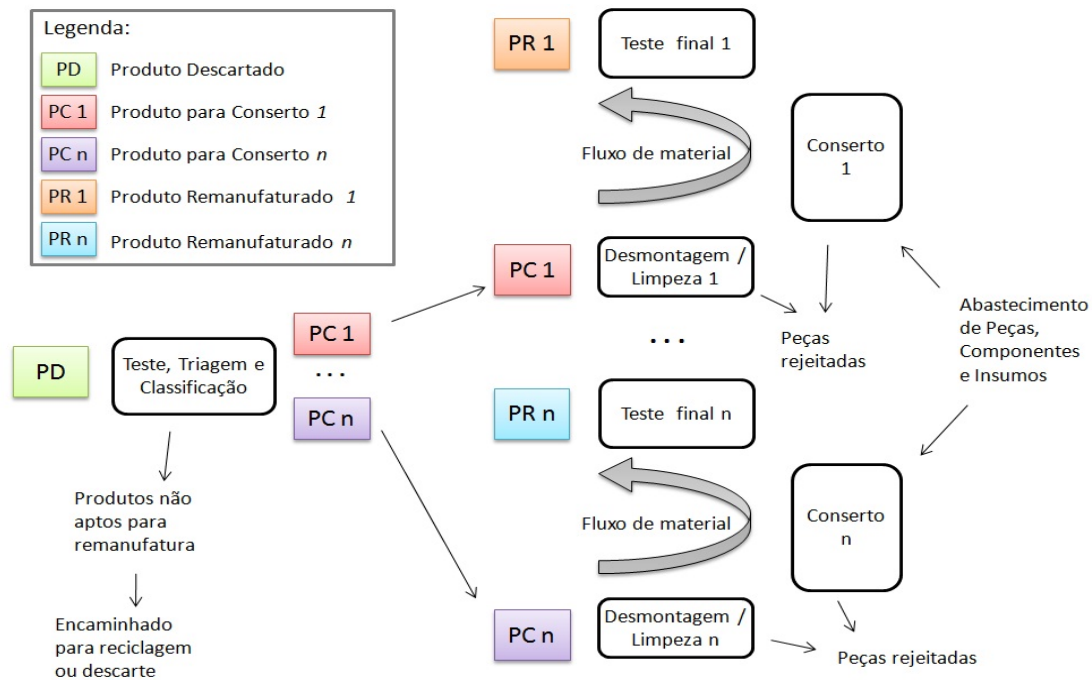 Legenda:
PD
Produto Descartado
PC 1
Produto para Conserto 1
PC n
Produto para Conserto n
PR 1
Produto Remanufaturado 1
PR n
Produto Remanufaturado n
PR 1
Teste final 1
Fluxo de material
Conserto
1
PC 1
Desmontagem /
Limpeza 1
Peças
rejeitadas
Abastecimento
de Peças,
Componentes
e Insumos
PD
Teste, Triagem e
Classificação
PC 1
...
PC n
...
PR n
Teste final n
Fluxo de material
Conserto
n
PC n
Desmontagem /
Limpeza n
Peças rejeitadas
Produtos não
aptos para
remanufatura
Encaminhado
para reciclagem
ou descarte